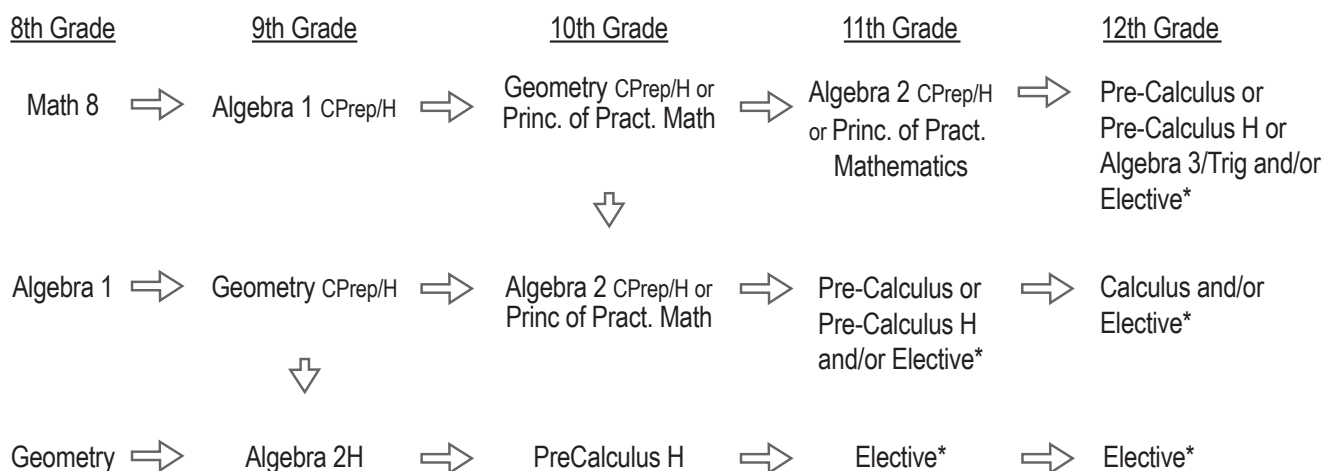 8th Grade 9th Grade 10th Grade 11th Grade 12th Grade
Math 8
Algebra 1 CPrep/H
Geometry CPrep/H or
Princ. of Pract. Math
Algebra 2 CPrep/H
or Princ. of Pract.
Mathematics
Pre-Calculus or
Pre-Calculus H or
Algebra 3/Trig and/or
Elective*
Algebra 1
Geometry CPrep/H
Algebra 2 CPrep/H or
Princ of Pract. Math
Pre-Calculus or
Pre-Calculus H
and/or Elective*
Calculus and/or
Elective*
Geometry
Algebra 2H
PreCalculus H
Elective*
Elective*